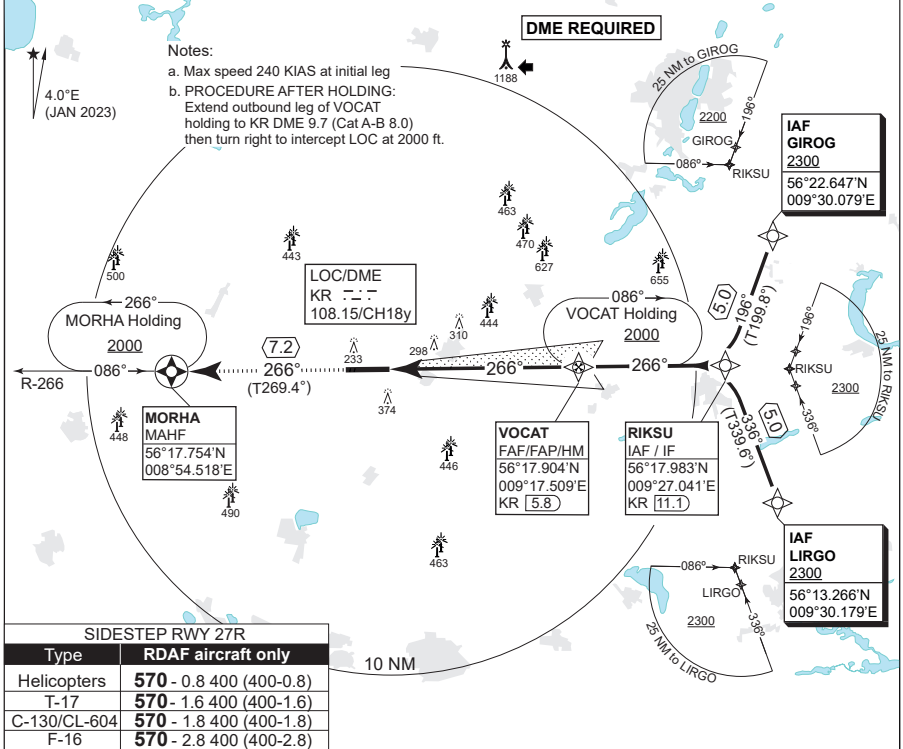 DME REQUIRED
Notes:
a. Max speed 240 KIAS at initial leg
b. PROCEDURE AFTER HOLDING:
Extend outbound leg of VOCAT
holding to KR DME 9.7 (Cat A-B 8.0)
then turn right to intercept LOC at 2000 ft.
4.0°E
(JAN 2023)
1188
25 NM to GIROG
2200
196°
GIROG
086°
RIKSU
IAF
GIROG
2300
56°22.647'N
009°30.079'E
463
470
627
655
443
500
444
310
298
233
374
LOC/DME
KR
108.15/CH18y
266°
MORHA Holding
2000
086°
R-266
7.2
266°
(T269.4°)
266°
086°
VOCAT Holding
2000
266°
5.0
196°
(T199.8°)
196°
RIKSU
2300
336°
25 NM to RIKSU
5.0
336°
(T339.6°)
MORHA
MAHF
56°17.754'N
008°54.518'E
448
490
446
463
VOCAT
FAF/FAP/HM
56°17.904'N
009°17.509'E
KR 5.8
RIKSU
IAF / IF
56°17.983'N
009°27.041'E
KR 11.1
IAF
LIRGO
2300
56°13.266'N
009°30.179'E
086°
RIKSU
LIRGO
2300
336°
25 NM to LIRGO
10 NM
SIDESTEP RWY 27R
Type RDAF aircraft only
Helicopters 570 - 0.8 400 (400-0.8)
T-17 570 - 1.6 400 (400-1.6)
C-130/CL-604 570 - 1.8 400 (400-1.8)
F-16 570 - 2.8 400 (400-2.8)